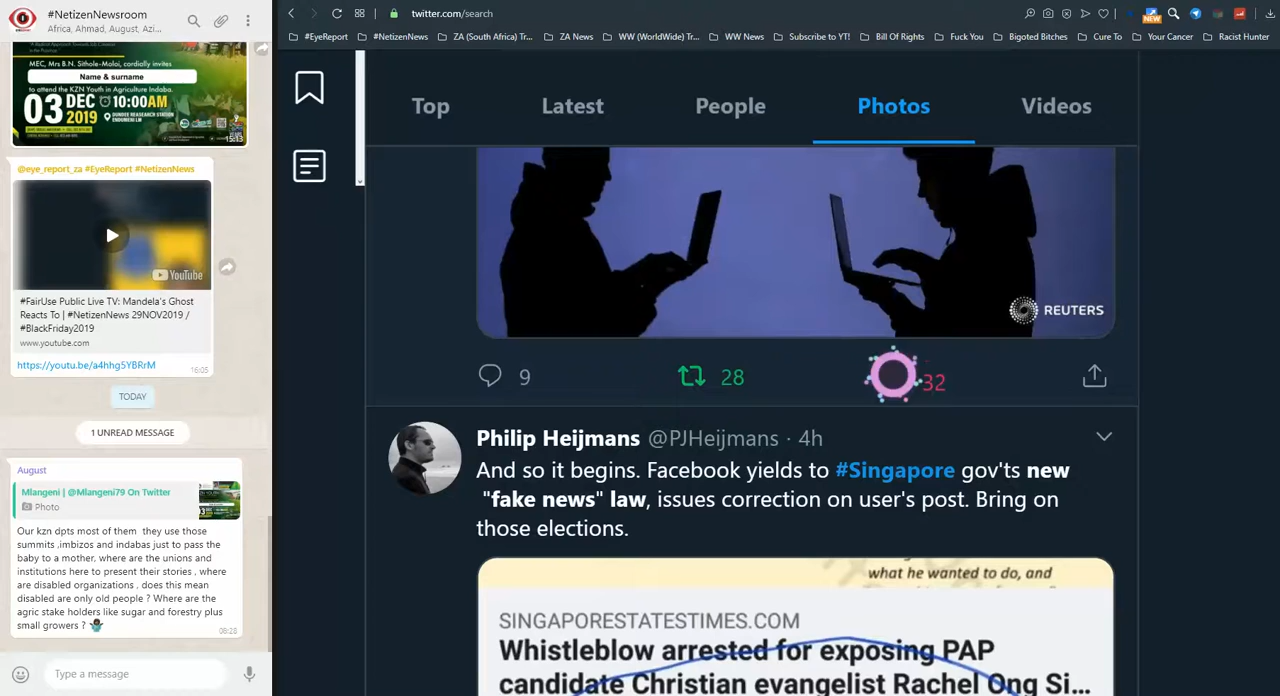 #NetizenNewsroom
Africa, Ahmad, August, Azi...
MEC, Mrs B.N. Sithole-Moloi, cordially invites
Name & surname
to attend the KZN Youth in Agriculture Indaba.
03 DEC 2019
10:00AM
15:13
@eye_report_za #EyeReport #NetizenNews
YouTube
#FairUse Public Live TV: Mandela's Ghost
Reacts To | #NetizenNews 29NOV2019 /
#BlackFriday2019
www.youtube.com
https://youtu.be/a4hhg5YBRrM
16:05
TODAY
1 UNREAD MESSAGE
August
Mlangeni | @Mlangeni79 On Twitter
Photo
Our kzn dpts most of them they use those
summits ,imbizos and indabas just to pass the
baby to a mother, where are the unions and
institutions here to present their stories , where
are disabled organizations , does this mean
disabled are only old people ? Where are the
agric stake holders like sugar and forestry plus
small growers ?
08:28
Type a message
twitter.com/search
NEW
#EyeReport
#NetizenNews
ZA (South Africa) Tr...
ZA News
WW (WorldWide) Tr...
WW News
Subscribe to YT!
Bill Of Rights
Fuck You
Bigoted Bitches
Cure To
Your Cancer
Racist Hunter
Top
Latest
People
Photos
Videos
REUTERS
9
28
32
Philip Heijmans @PJHeijmans · 4h
And so it begins. Facebook yields to #Singapore gov'ts new
"fake news" law, issues correction on user's post. Bring on
those elections.
what he wanted to do, and
SINGAPORESTATESTIMES.COM
Whistleblow arrested for exposing PAP
candidate Christian evangelist Rachel Ong Si...